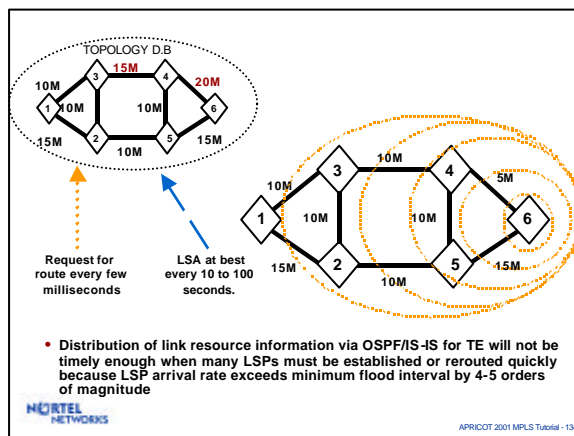 TOPOLOGY D.B
15M
3
4
20M
10M
1
10M
10M
6
15M
2
5
15M
10M
Request for
route every few
milliseconds
LSA at best
every 10 to 100
seconds.
10M
3
4
5M
10M
1
10M
10M
6
15M
2
5
15M
10M
• Distribution of link resource information via OSPF/IS-IS for TE will not be
timely enough when many LSPs must be established or rerouted quickly
because LSP arrival rate exceeds minimum flood interval by 4-5 orders
of magnitude
NORTEL
NETWORKS
APRICOT 2001 MPLS Tutorial - 13